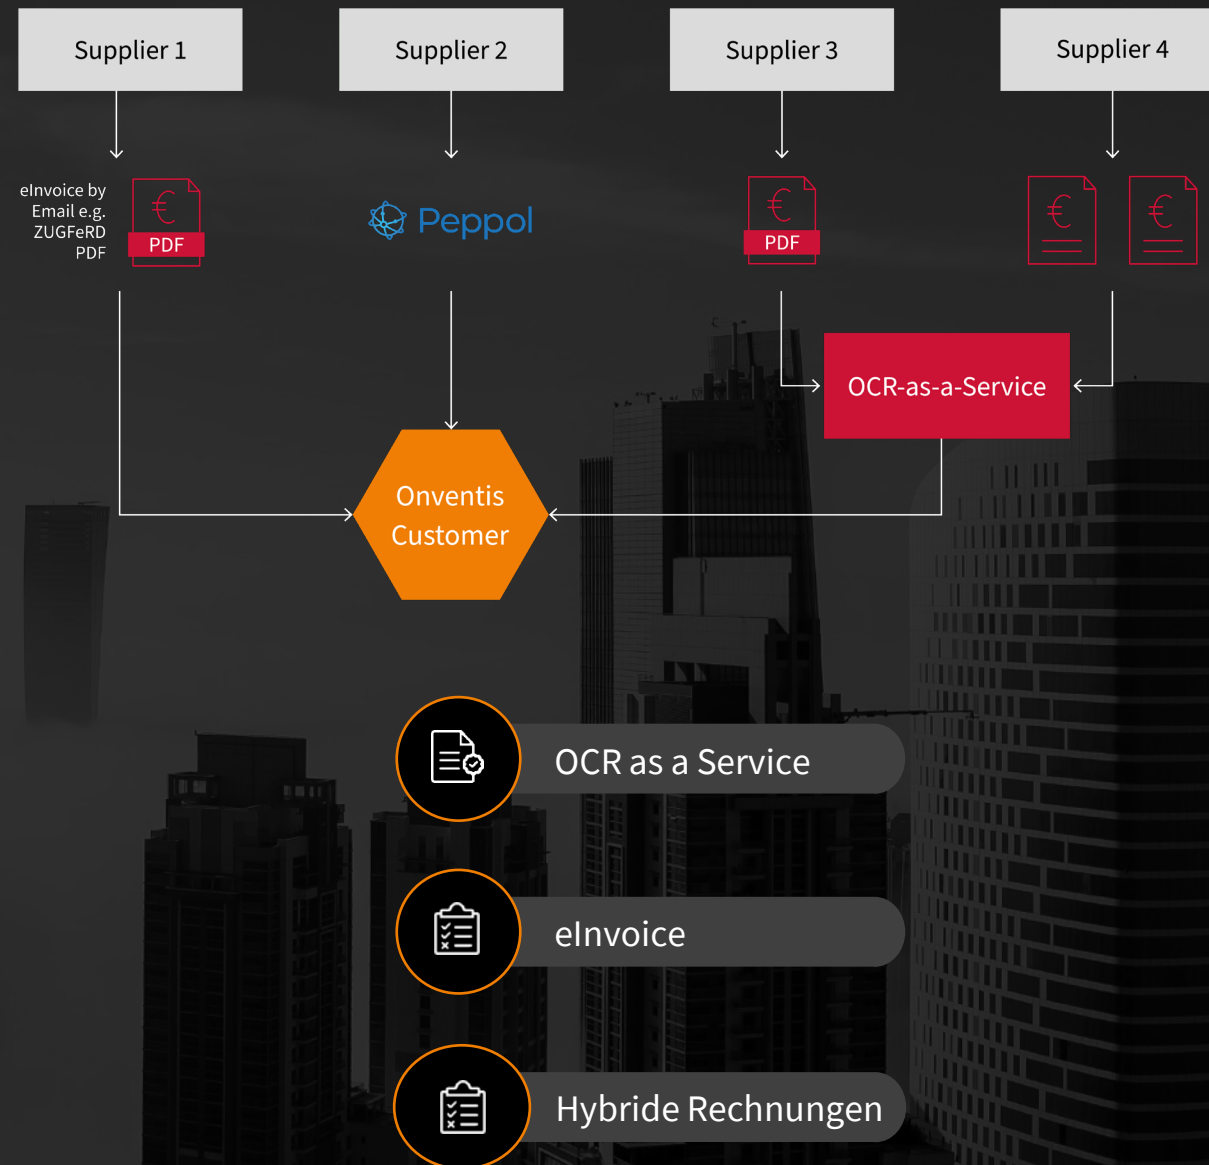 Supplier 1
Supplier 2
Supplier 3
Supplier 4
eInvoice by
Email e.g.
ZUGFeRD
PDF
€
PDF
Peppol
€
PDF
€
€
OCR-as-a-Service
Onventis
Customer
OCR as a Service
eInvoice
Hybride Rechnungen